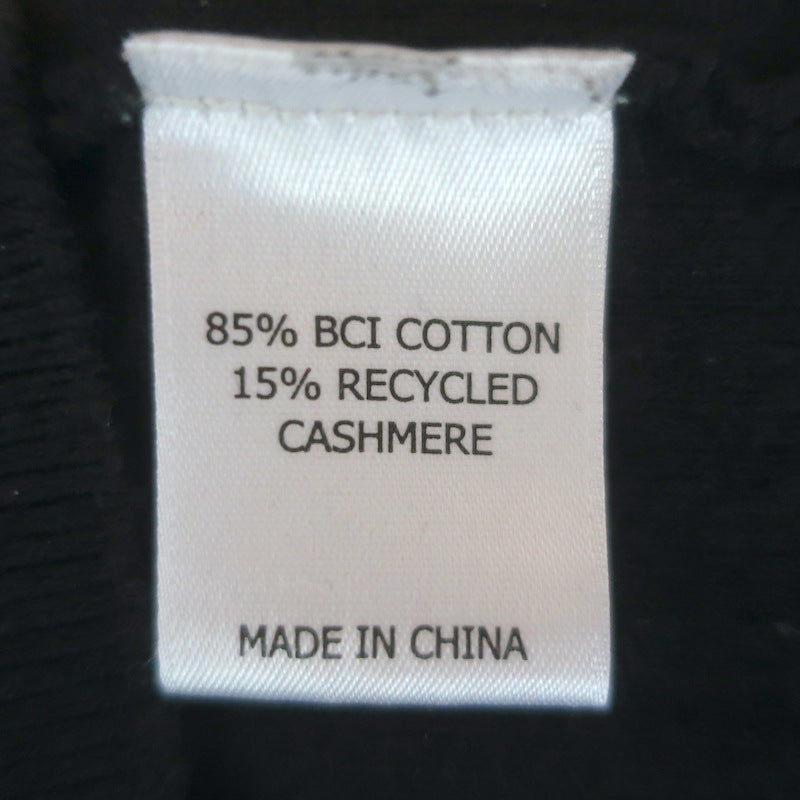 85% BCI COTTON
15% RECYCLED
CASHMERE
MADE IN CHINA